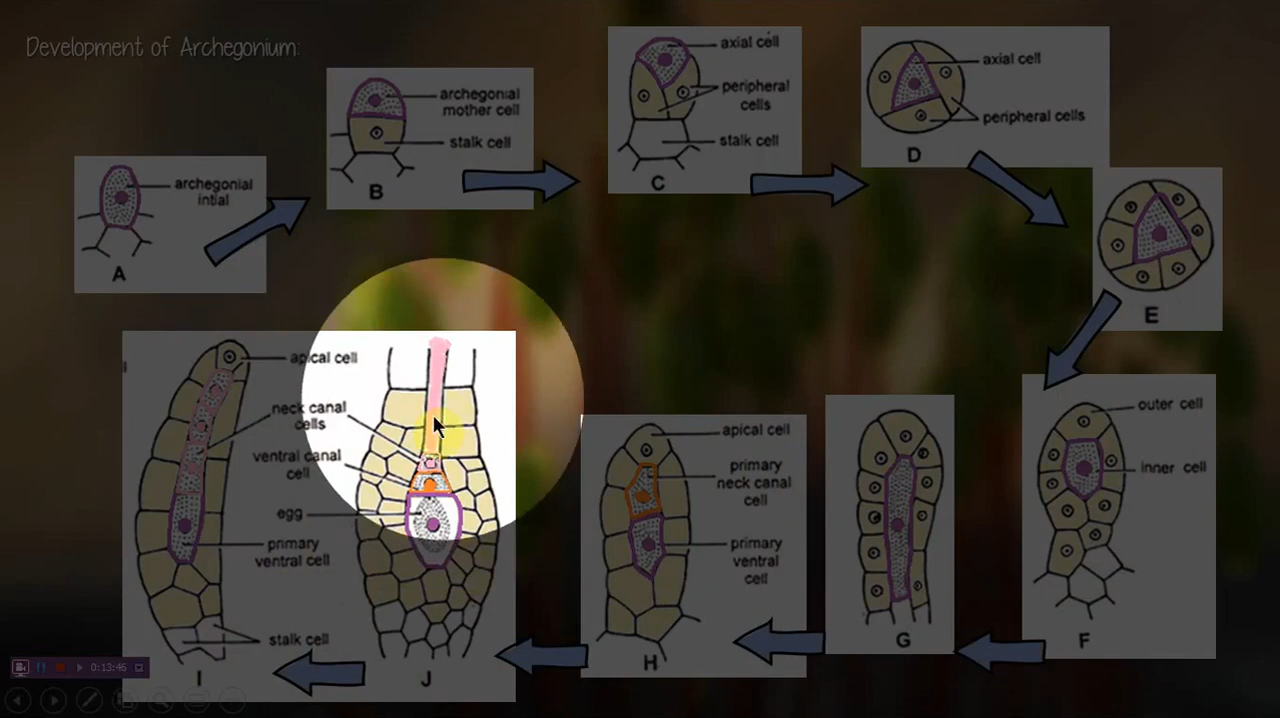 Development of Archegonium:
archegonial
intial
A
archegonial
mother cell
stalk cell
B
axial cell
peripheral
cells
stalk cell
C
axial cell
peripheral cells
D
E
outer cell
inner cell
F
G
apical cell
primary
neck canal
cell
primary
ventral
cell
H
apical cell
neck canal
cells
ventral canal
cell
egg
primary
ventral cell
stalk cell
I
J
0:13:46